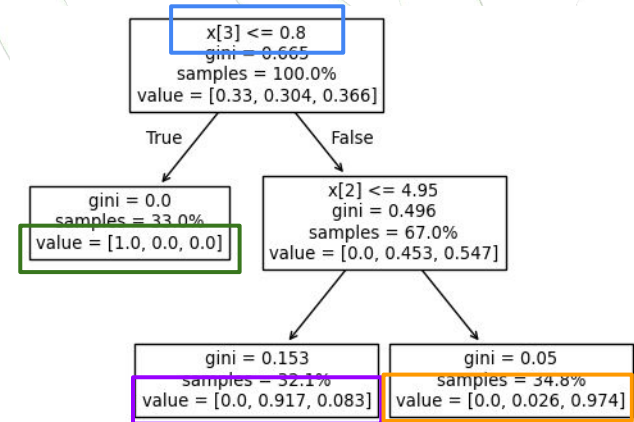 x[3] <= 0.8
gini = 0.665
samples = 100.0%
value = [0.33, 0.304, 0.366]
True
False
gini = 0.0
samples = 33.0%
value = [1.0, 0.0, 0.0]
x[2] <= 4.95
gini = 0.496
samples = 67.0%
value = [0.0, 0.453, 0.547]
gini = 0.153
samples = 32.1%
value = [0.0, 0.917, 0.083]
gini = 0.05
samples = 34.8%
value = [0.0, 0.026, 0.974]